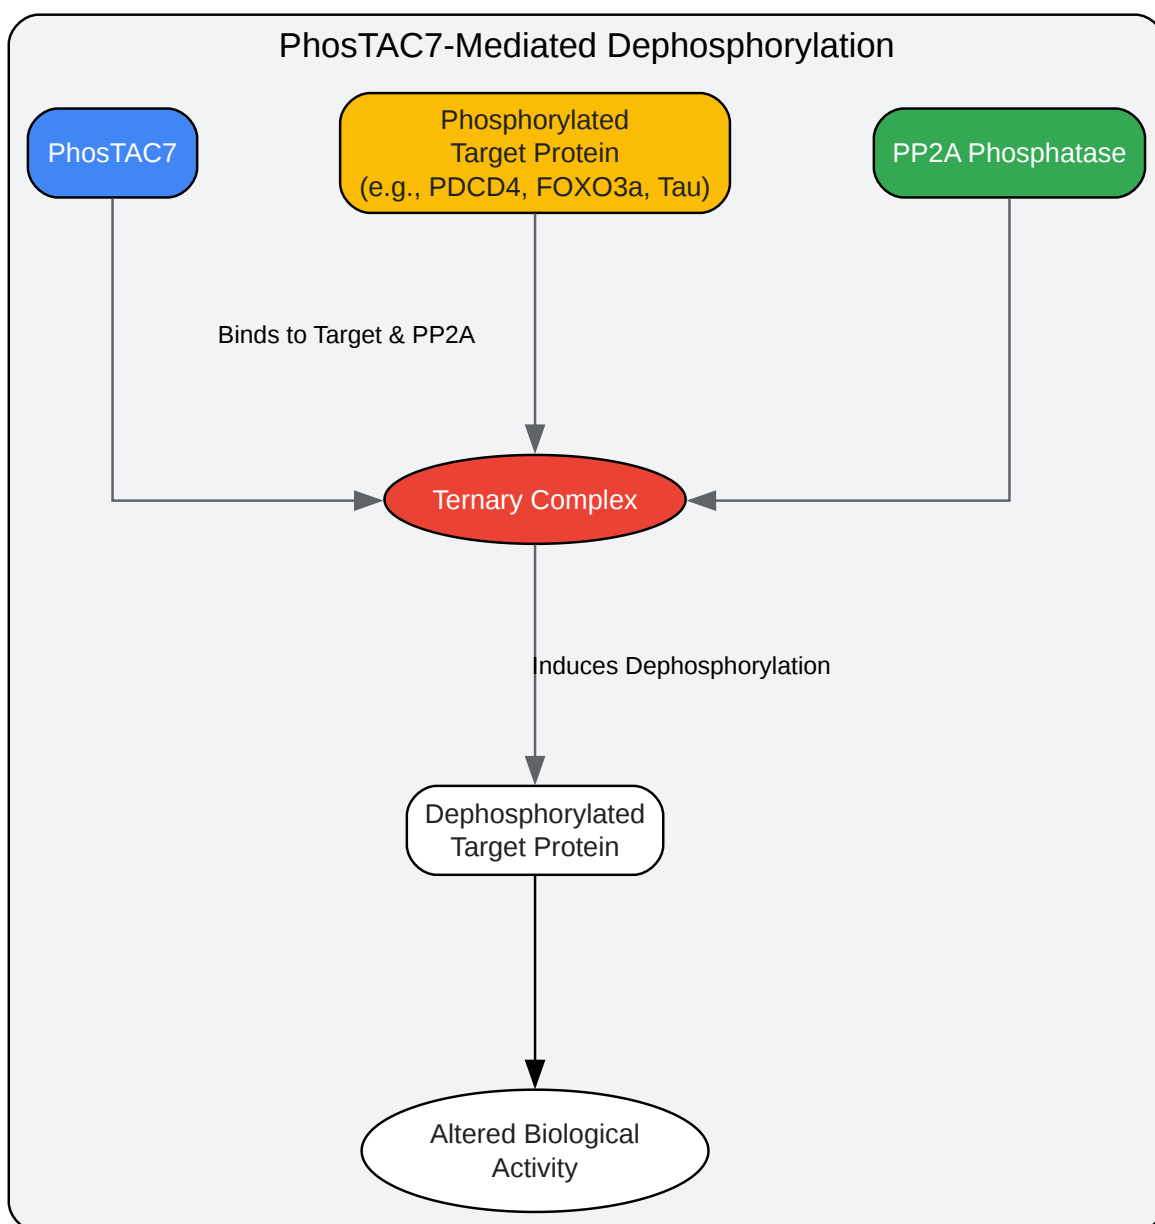 PhosTAC7-Mediated Dephosphorylation
PhosTAC7
Phosphorylated
Target Protein
(e.g., PDCD4, FOXO3a, Tau)
PP2A Phosphatase
Binds to Target & PP2A
Ternary Complex
Induces Dephosphorylation
Dephosphorylated
Target Protein
Altered Biological
Activity